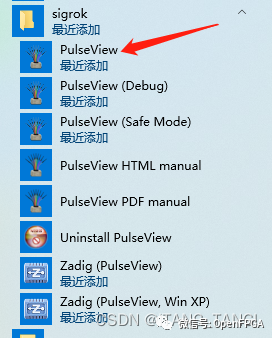 sigrok
最近添加
PulseView
最近添加
PulseView (Debug)
最近添加
PulseView (Safe Mode)
最近添加
PulseView HTML manual
PulseView PDF manual
Uninstall PulseView
Zadig (PulseView)
最近添加
Zadig (PulseView, Win XP)
最近添加
微信号: OpenFPGA